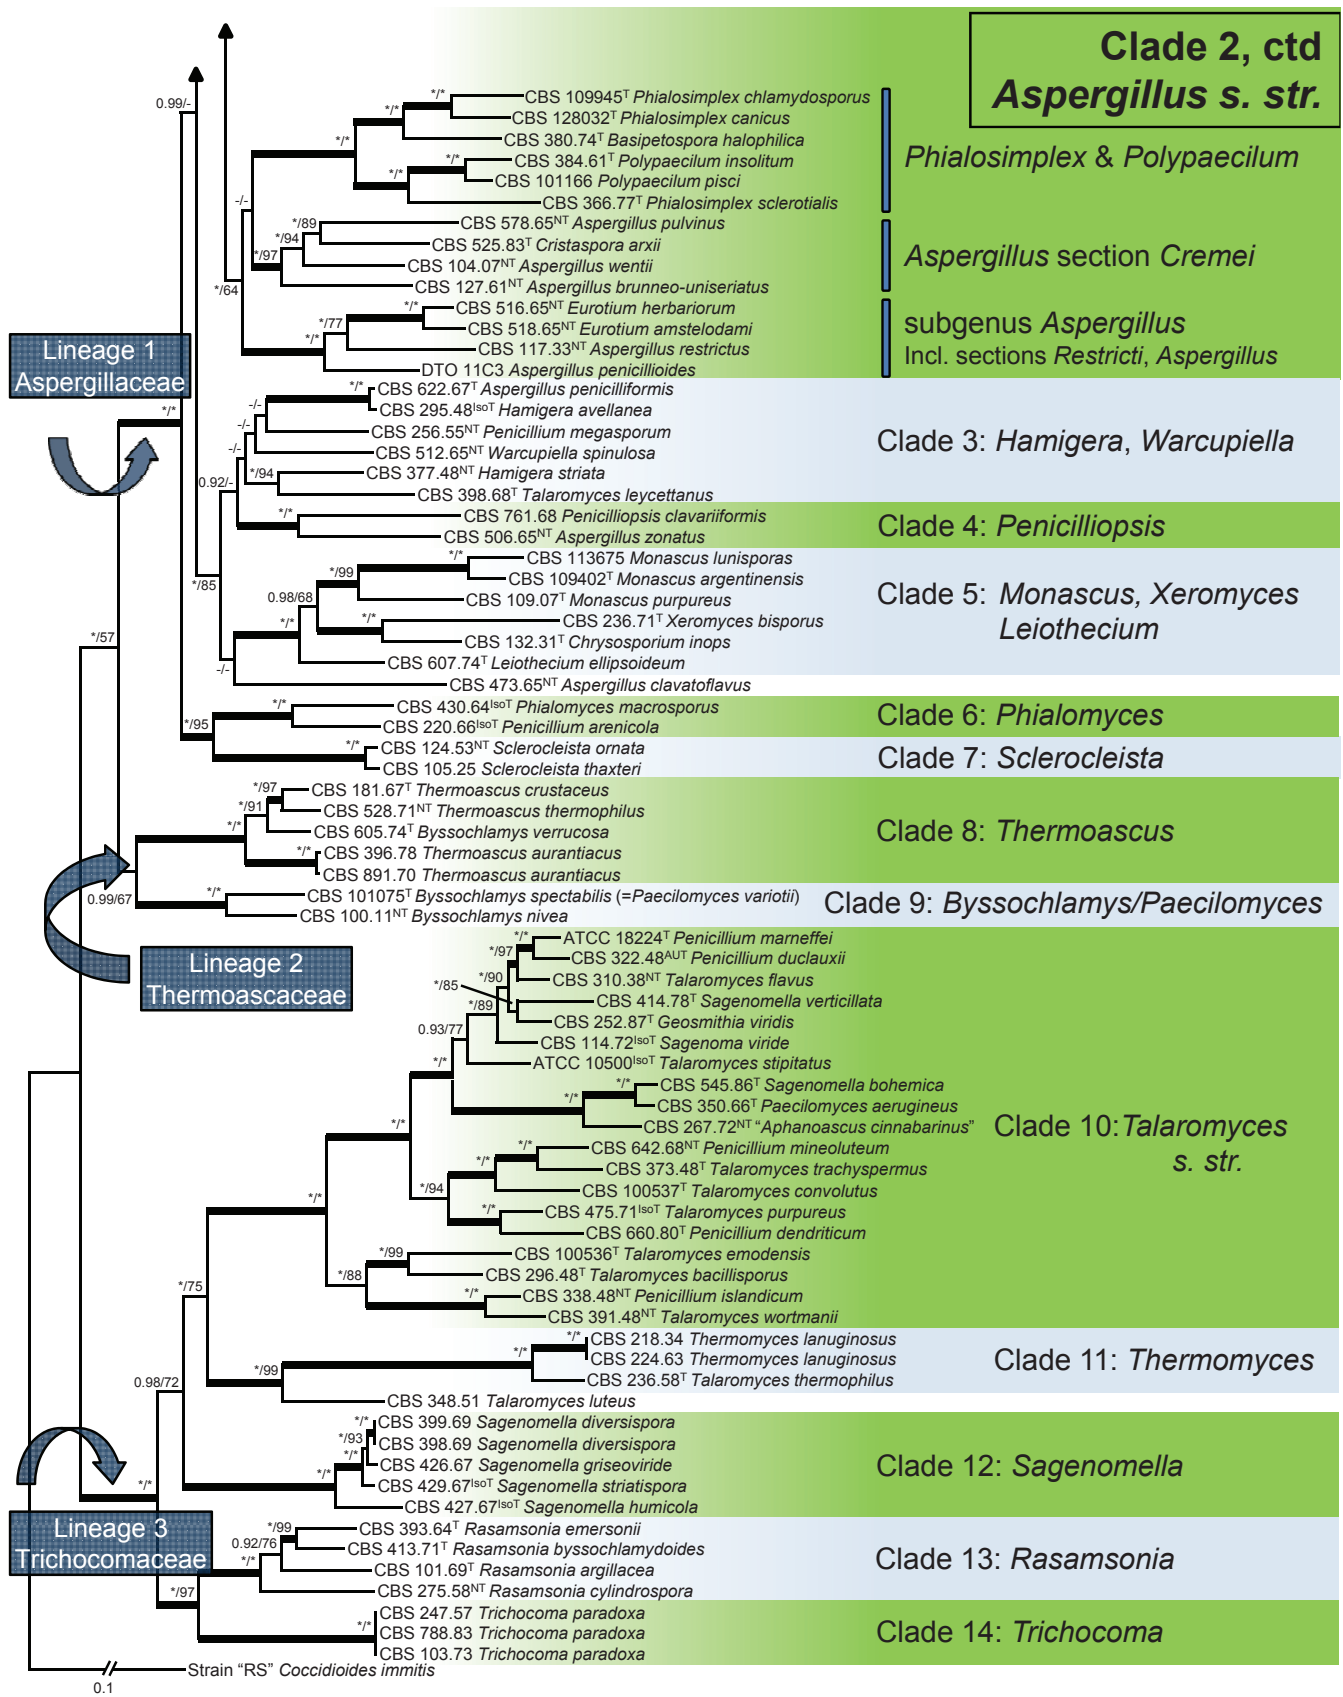 Clade 2, ctd
Aspergillus s. str.
0.99/-
*/*
CBS 109945T Phialosimplex chlamydosporus
*/*
CBS 128032T Phialosimplex canicus
*/*
CBS 380.74T Basipetospora halophilica
*/*
CBS 384.61T Polypaecilum insolitum
*/*
CBS 101166 Polypaecilum pisci
CBS 366.77T Phialosimplex sclerotialis
Phialosimplex & Polypaecilum
-/-
*/89
CBS 578.65NT Aspergillus pulvinus
*/94
CBS 525.83T Cristaspora arxii
*/97
CBS 104.07NT Aspergillus wentii
CBS 127.61NT Aspergillus brunneo-uniseriatus
Aspergillus section Cremei
*/64
*/*
CBS 516.65NT Eurotium herbariorum
*/77
CBS 518.65NT Eurotium amstelodami
*/*
CBS 117.33NT Aspergillus restrictus
DTO 11C3 Aspergillus penicillioides
subgenus Aspergillus
Incl. sections Restricti, Aspergillus
Lineage 1
Aspergillaceae
*/*
*/*
CBS 622.67T Aspergillus penicilliformis
-/-
CBS 295.48IsoT Hamigera avellanea
-/-
CBS 256.55NT Penicillium megasporum
-/-
CBS 512.65NT Warcupiella spinulosa
*/94
CBS 377.48NT Hamigera striata
0.92/-
CBS 398.68T Talaromyces leycettanus
Clade 3: Hamigera, Warcupiella
*/*
CBS 761.68 Penicilliopsis clavariiformis
CBS 506.65NT Aspergillus zonatus
Clade 4: Penicilliopsis
*/85
*/*
CBS 113675 Monascus lunisporas
*/99
CBS 109402T Monascus argentinensis
0.98/68
CBS 109.07T Monascus purpureus
*/*
CBS 236.71T Xeromyces bisporus
*/*
CBS 132.31T Chrysosporium inops
CBS 607.74T Leiothecium ellipsoideum
-/-
CBS 473.65NT Aspergillus clavatoflavus
Clade 5: Monascus, Xeromyces
Leiothecium
*/57
*/95
*/*
CBS 430.64IsoT Phialomyces macrosporus
CBS 220.66IsoT Penicillium arenicola
Clade 6: Phialomyces
*/*
CBS 124.53NT Sclerocleista ornata
CBS 105.25 Sclerocleista thaxteri
Clade 7: Sclerocleista
*/97
CBS 181.67T Thermoascus crustaceus
*/91
CBS 528.71NT Thermoascus thermophilus
*/*
CBS 605.74T Byssochlamys verrucosa
*/*
CBS 396.78 Thermoascus aurantiacus
CBS 891.70 Thermoascus aurantiacus
Clade 8: Thermoascus
0.99/67
*/*
CBS 101075T Byssochlamys spectabilis (=Paecilomyces variotii)
CBS 100.11NT Byssochlamys nivea
Clade 9: Byssochlamys/Paecilomyces
Lineage 2
Thermoascaceae
*/*
ATCC 18224T Penicillium marneffei
*/97
CBS 322.48AUT Penicillium duclauxii
*/90
CBS 310.38NT Talaromyces flavus
*/85
CBS 414.78T Sagenomella verticillata
*/89
CBS 252.87T Geosmithia viridis
0.93/77
CBS 114.72IsoT Sagenoma viride
*/*
ATCC 10500IsoT Talaromyces stipitatus
*/*
CBS 545.86T Sagenomella bohemica
*/*
CBS 350.66T Paecilomyces aerugineus
CBS 267.72NT "Aphanoascus cinnabarinus"
*/*
*/*
CBS 642.68NT Penicillium mineoluteum
*/*
CBS 373.48T Talaromyces trachyspermus
*/94
CBS 100537T Talaromyces convolutus
*/*
CBS 475.71IsoT Talaromyces purpureus
CBS 660.80T Penicillium dendriticum
*/*
*/99
CBS 100536T Talaromyces emodensis
*/88
CBS 296.48T Talaromyces bacillisporus
*/*
CBS 338.48NT Penicillium islandicum
CBS 391.48NT Talaromyces wortmanii
Clade 10:Talaromyces
s. str.
*/75
*/*
CBS 218.34 Thermomyces lanuginosus
*/*
CBS 224.63 Thermomyces lanuginosus
CBS 236.58T Talaromyces thermophilus
*/99
CBS 348.51 Talaromyces luteus
Clade 11: Thermomyces
0.98/72
*/*
CBS 399.69 Sagenomella diversispora
*/93
CBS 398.69 Sagenomella diversispora
*/*
CBS 426.67 Sagenomella griseoviride
*/*
CBS 429.67IsoT Sagenomella striatispora
CBS 427.67IsoT Sagenomella humicola
Clade 12: Sagenomella
*/*
Lineage 3
Trichocomaceae
*/99
CBS 393.64T Rasamsonia emersonii
0.92/76
CBS 413.71T Rasamsonia byssochlamydoides
*/*
CBS 101.69T Rasamsonia argillacea
CBS 275.58NT Rasamsonia cylindrospora
Clade 13: Rasamsonia
*/97
CBS 247.57 Trichocoma paradoxa
*/*
CBS 788.83 Trichocoma paradoxa
CBS 103.73 Trichocoma paradoxa
Clade 14: Trichocoma
Strain "RS" Coccidioides immitis
0.1